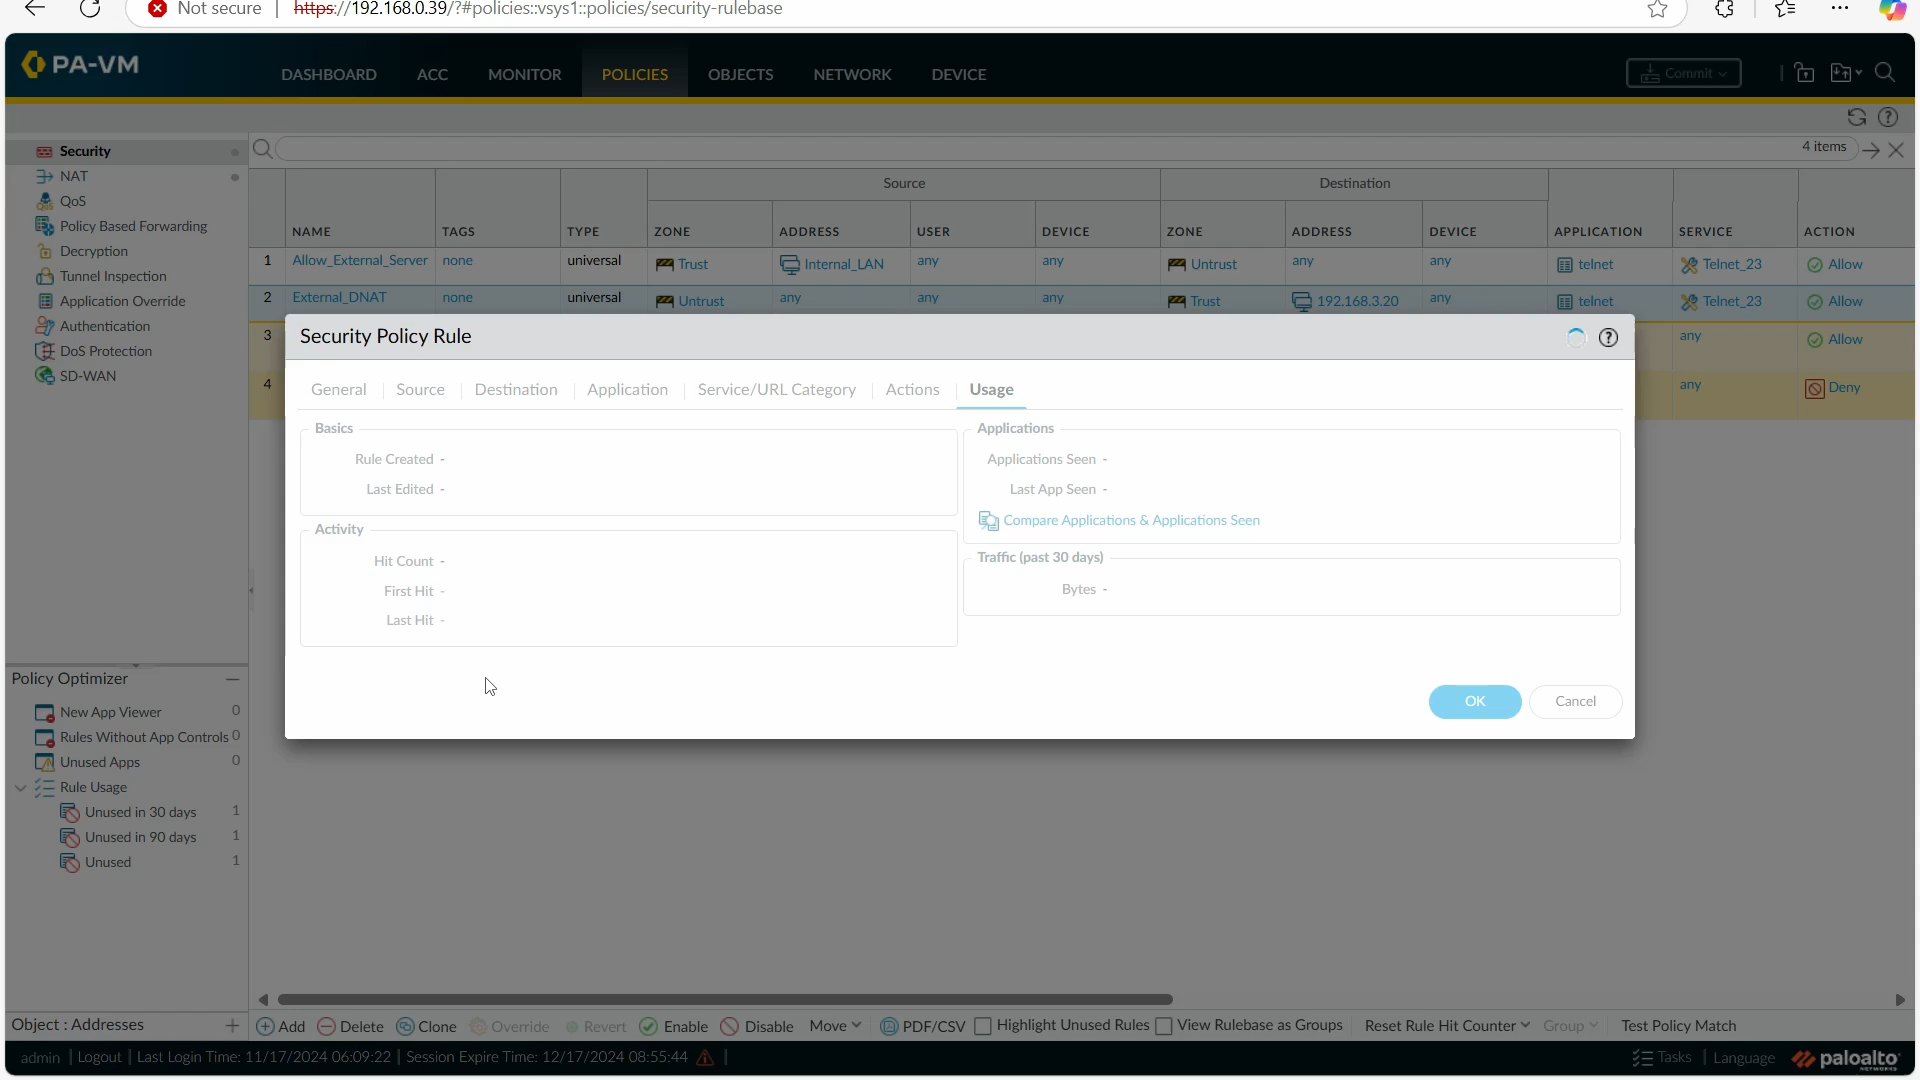 Not secure | https://192.168.0.39/?#policies::vsys1::policies/security-rulebase
PA-VM
DASHBOARD ACC MONITOR POLICIES OBJECTS NETWORK DEVICE
Commit
Security
NAT
QoS
Policy Based Forwarding
Decryption
Tunnel Inspection
Application Override
Authentication
DoS Protection
SD-WAN
4 items
Source Destination
NAME TAGS TYPE ZONE ADDRESS USER DEVICE ZONE ADDRESS DEVICE APPLICATION SERVICE ACTION
1 Allow_External_Server none universal Trust Internal_LAN any any Untrust any any telnet Telnet_23 Allow
2 External_DNAT none universal Untrust any any any Trust 192.168.3.20 any telnet Telnet_23 Allow
3 any Allow
4 any Deny
Security Policy Rule
General Source Destination Application Service/URL Category Actions Usage
Basics
Rule Created -
Last Edited -
Activity
Hit Count -
First Hit -
Last Hit -
Applications
Applications Seen -
Last App Seen -
Compare Applications & Applications Seen
Traffic (past 30 days)
Bytes -
OK Cancel
Policy Optimizer
New App Viewer 0
Rules Without App Controls 0
Unused Apps 0
Rule Usage
Unused in 30 days 1
Unused in 90 days 1
Unused 1
Object : Addresses
Add Delete Clone Override Revert Enable Disable Move PDF/CSV Highlight Unused Rules View Rulebase as Groups Reset Rule Hit Counter Group Test Policy Match
admin | Logout | Last Login Time: 11/17/2024 06:09:22 | Session Expire Time: 12/17/2024 08:55:44 |
Tasks | Language paloalto
NETWORKS